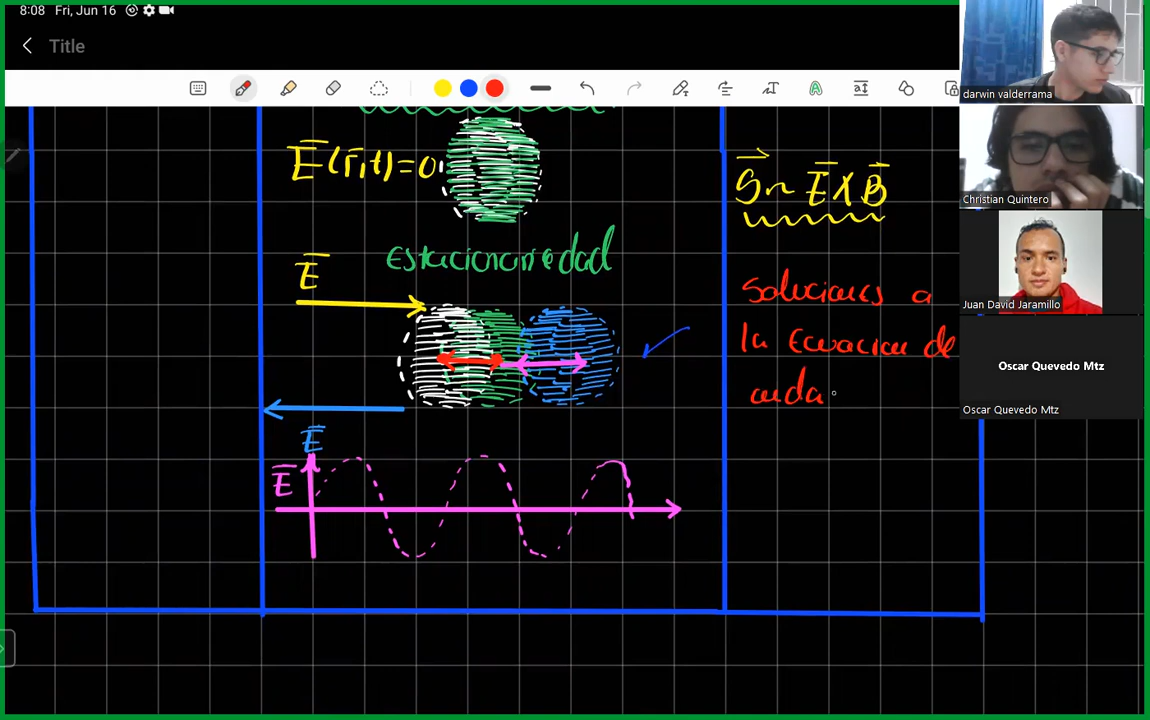 8:08 Fri, Jun 16
Title
E̅(r̅,t)=0
E̅
estacionariedad
E̅
E̅
S⃗ ~ E̅ X B̅
Soluciones a
la Ecuacion de
onda
darwin valderrama
Christian Quintero
Juan David Jaramillo
Oscar Quevedo Mtz
Oscar Quevedo Mtz